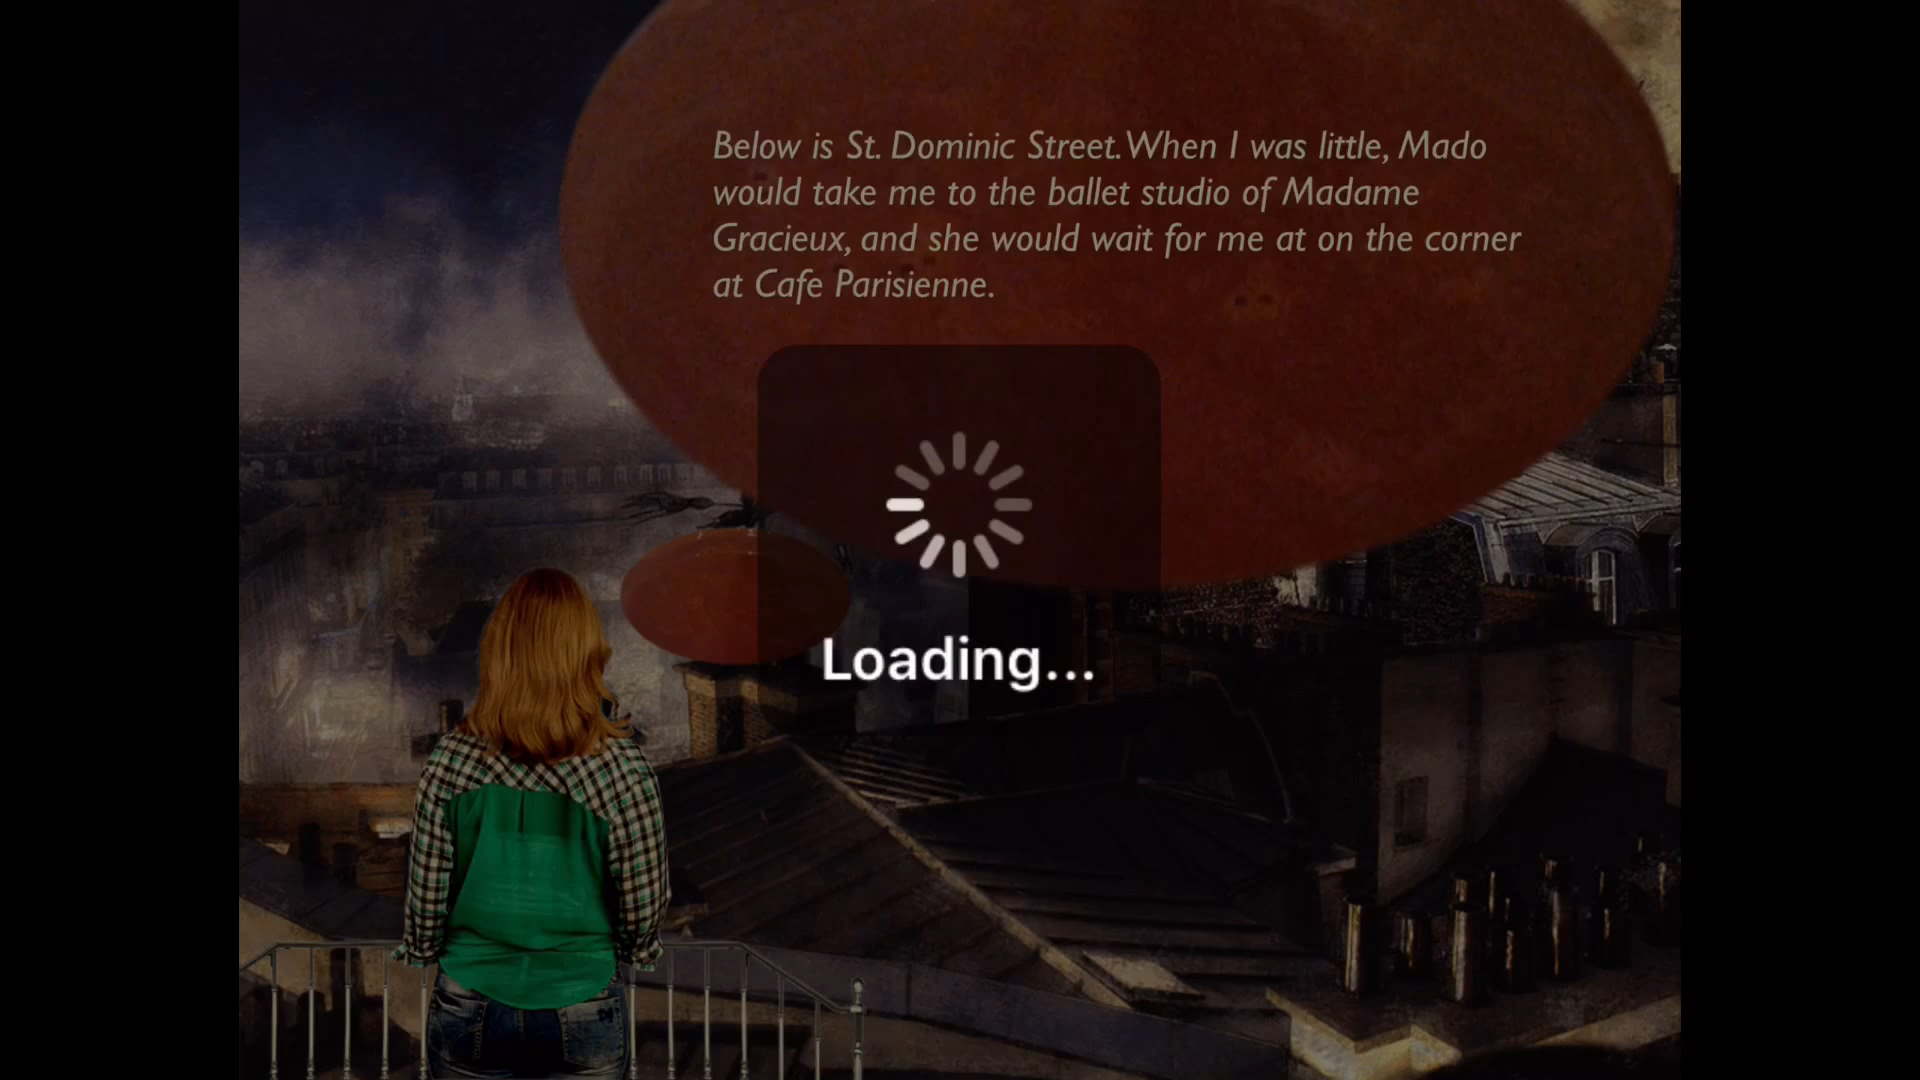 Below is St. Dominic Street. When I was little, Mado
would take me to the ballet studio of Madame
Gracieux, and she would wait for me at on the corner
at Cafe Parisienne.
Loading...